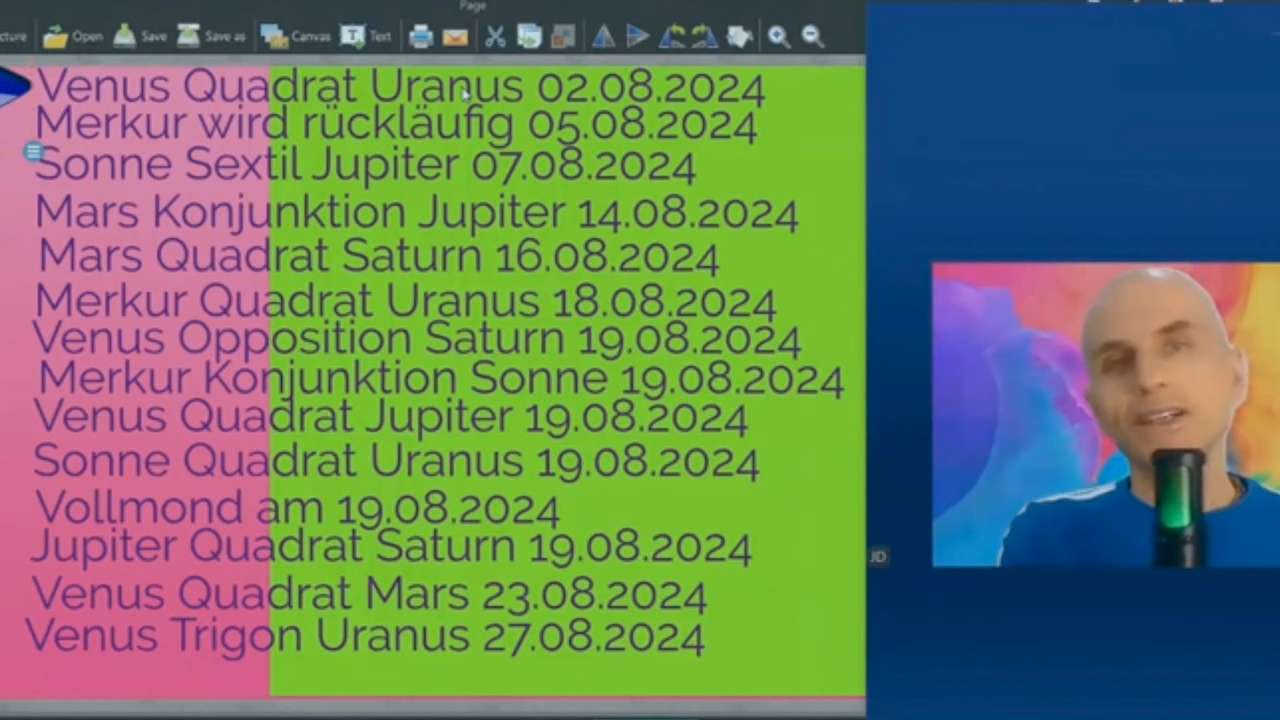 Page
cture Open Save Save as Canvas Text
Venus Quadrat Uranus 02.08.2024
Merkur wird rückläufig 05.08.2024
Sonne Sextil Jupiter 07.08.2024
Mars Konjunktion Jupiter 14.08.2024
Mars Quadrat Saturn 16.08.2024
Merkur Quadrat Uranus 18.08.2024
Venus Opposition Saturn 19.08.2024
Merkur Konjunktion Sonne 19.08.2024
Venus Quadrat Jupiter 19.08.2024
Sonne Quadrat Uranus 19.08.2024
Vollmond am 19.08.2024
Jupiter Quadrat Saturn 19.08.2024
Venus Quadrat Mars 23.08.2024
Venus Trigon Uranus 27.08.2024
JD